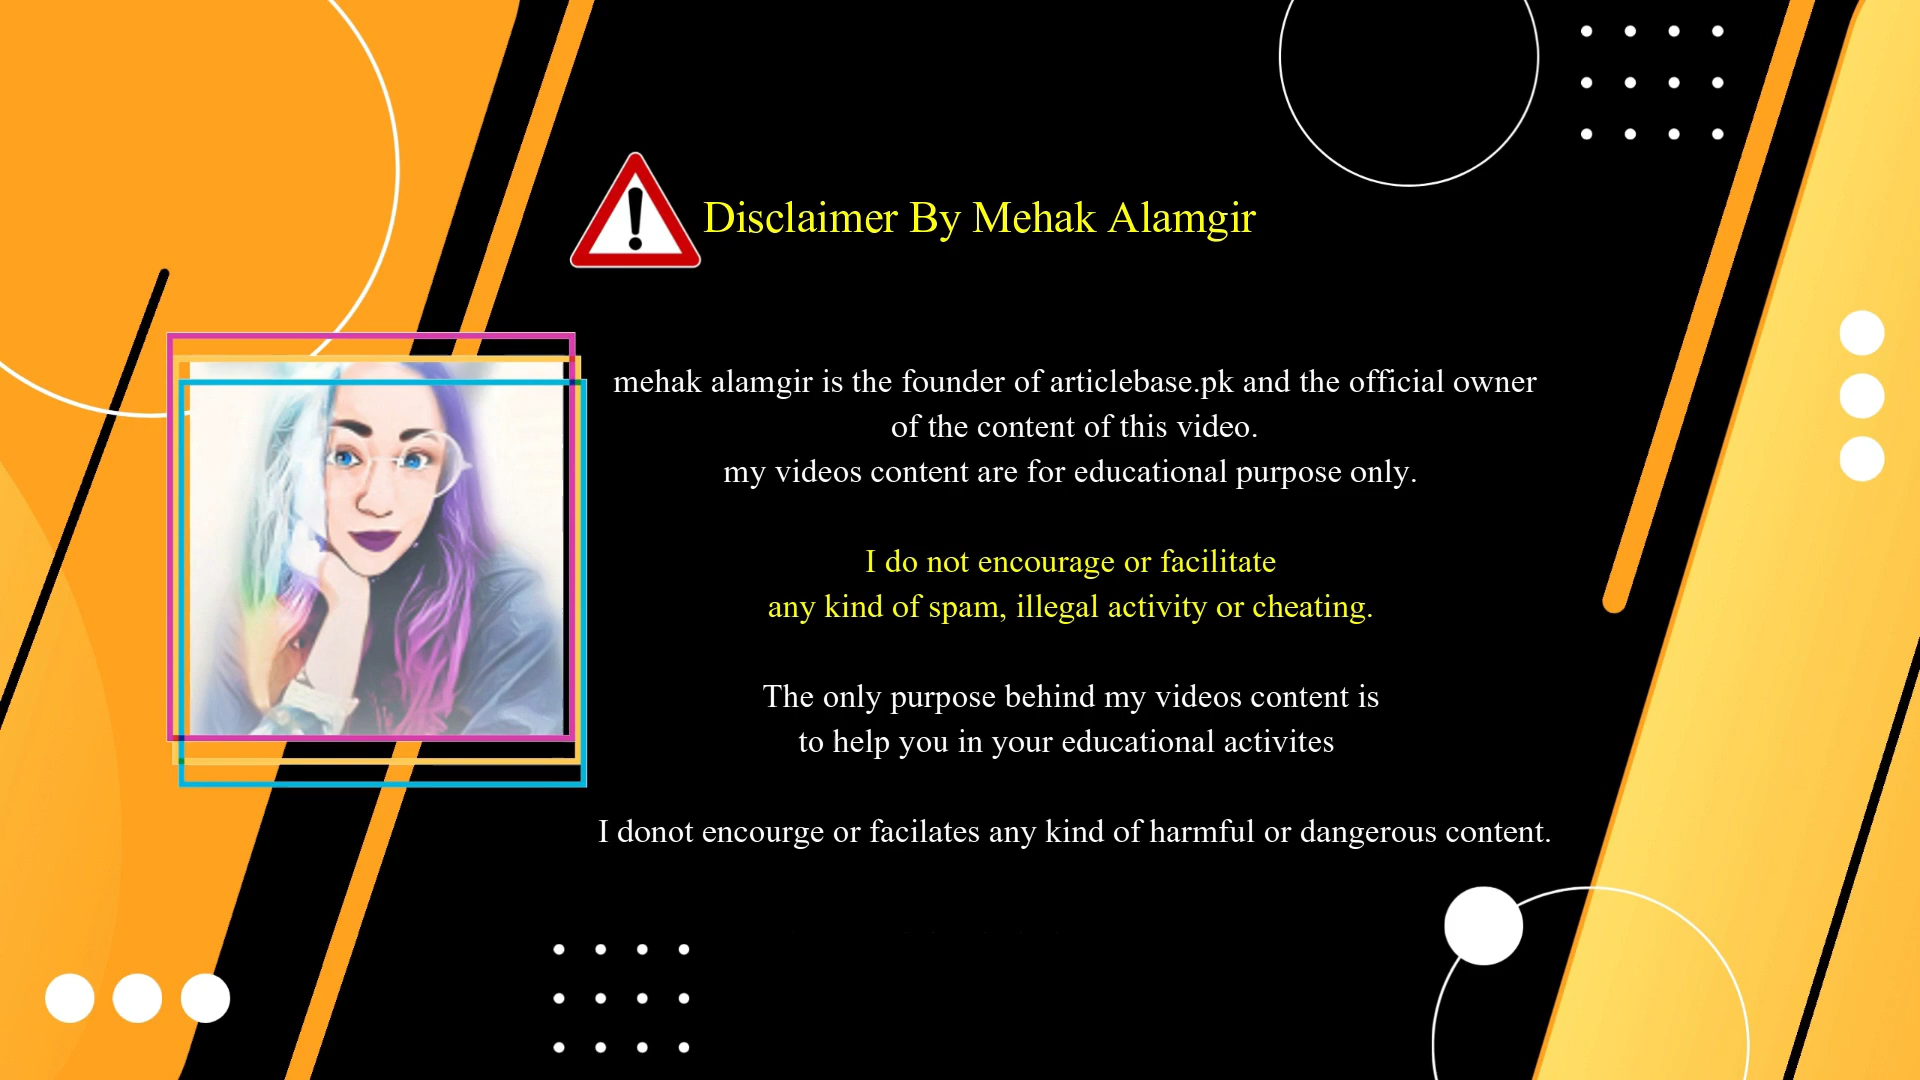 Disclaimer By Mehak Alamgir
mehak alamgir is the founder of articlebase.pk and the official owner
of the content of this video.
my videos content are for educational purpose only.
I do not encourage or facilitate
any kind of spam, illegal activity or cheating.
The only purpose behind my videos content is
to help you in your educational activites
I donot encourge or facilates any kind of harmful or dangerous content.